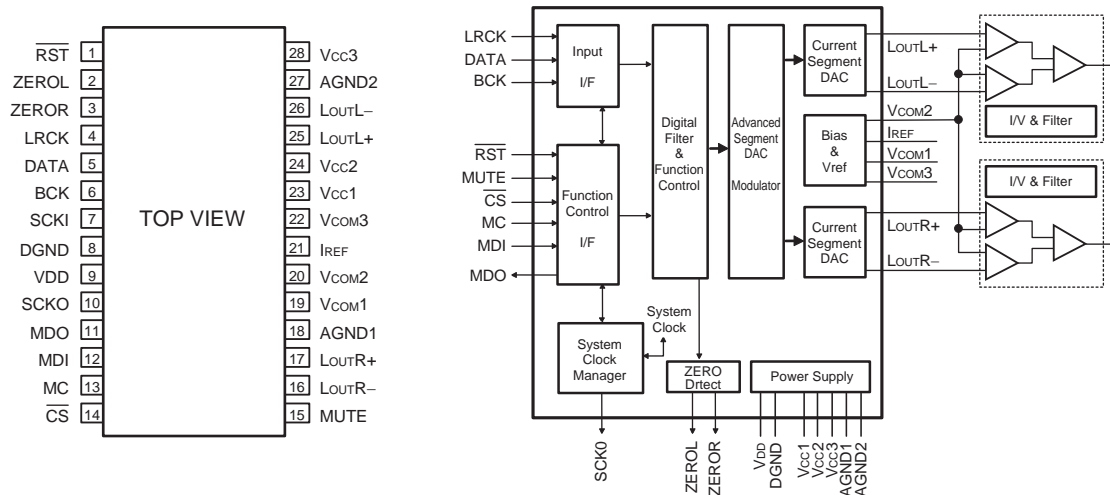 RST 1
ZEROL 2
ZEROR 3
LRCK 4
DATA 5
BCK 6
SCKI 7
DGND 8
VDD 9
SCKO 10
MDO 11
MDI 12
MC 13
CS 14
TOP VIEW
28 VCC3
27 AGND2
26 LOUTL−
25 LOUTL+
24 VCC2
23 VCC1
22 VCOM3
21 IREF
20 VCOM2
19 VCOM1
18 AGND1
17 LOUTR+
16 LOUTR−
15 MUTE
LRCK
DATA
BCK
RST
MUTE
CS
MC
MDI
MDO
Input
I/F
Function
Control
I/F
System
Clock
Manager
System
Clock
Digital
Filter
&
Function
Control
Advanced
Segment
DAC
Modulator
Current
Segment
DAC
Bias
&
Vref
Current
Segment
DAC
ZERO
Drtect
Power Supply
LOUTL+
LOUTL−
VCOM2
IREF
VCOM1
VCOM3
LOUTR+
LOUTR−
I/V & Filter
I/V & Filter
SCK0
ZEROL
ZEROR
VDD
DGND
VCC1
VCC2
VCC3
AGND1
AGND2